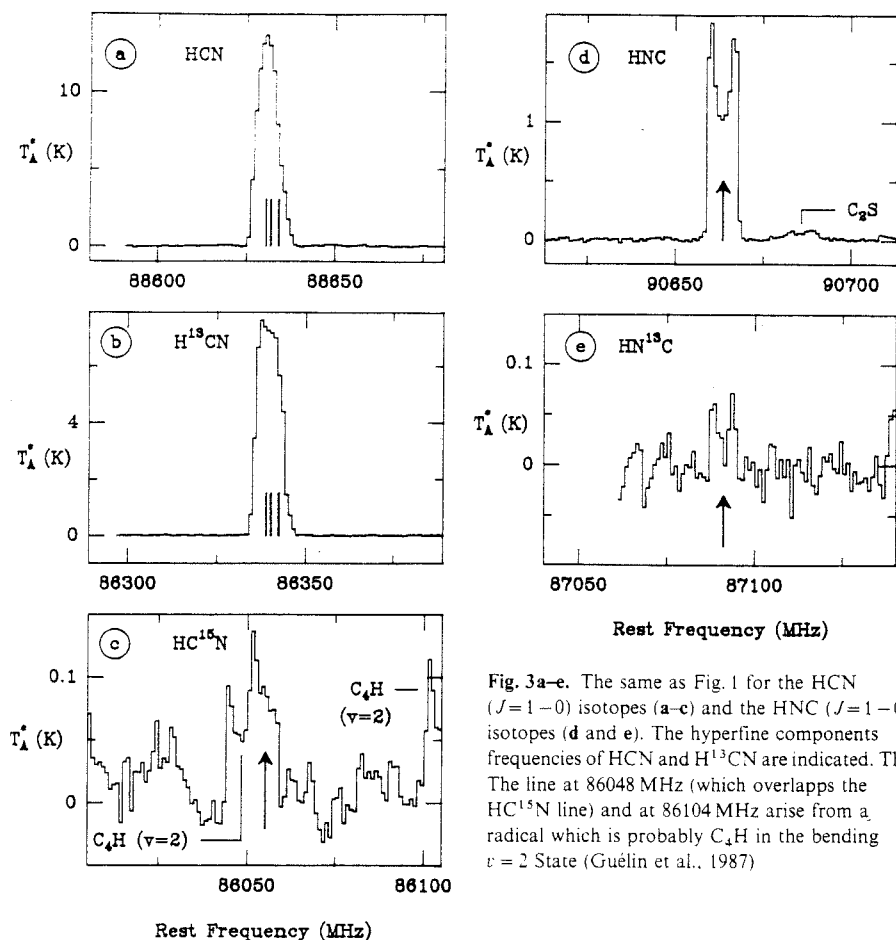 a HCN
10
T*A (K)
0
88600 88650
b H¹³CN
4
T*A (K)
0
86300 86350
c HC¹⁵N
0.1
C₄H
(v=2)
T*A (K)
0
C₄H (v=2)
86050 86100
Rest Frequency (MHz)
d HNC
1
T*A (K)
C₂S
0
90650 90700
e HN¹³C
0.1
T*A (K)
0
87050 87100
Rest Frequency (MHz)
Fig. 3a–e. The same as Fig. 1 for the HCN
(J=1−0) isotopes (a–c) and the HNC (J=1−0
isotopes (d and e). The hyperfine components
frequencies of HCN and H¹³CN are indicated. Th
The line at 86048 MHz (which overlapps the
HC¹⁵N line) and at 86104 MHz arise from a
radical which is probably C₄H in the bending
v = 2 State (Guélin et al., 1987)